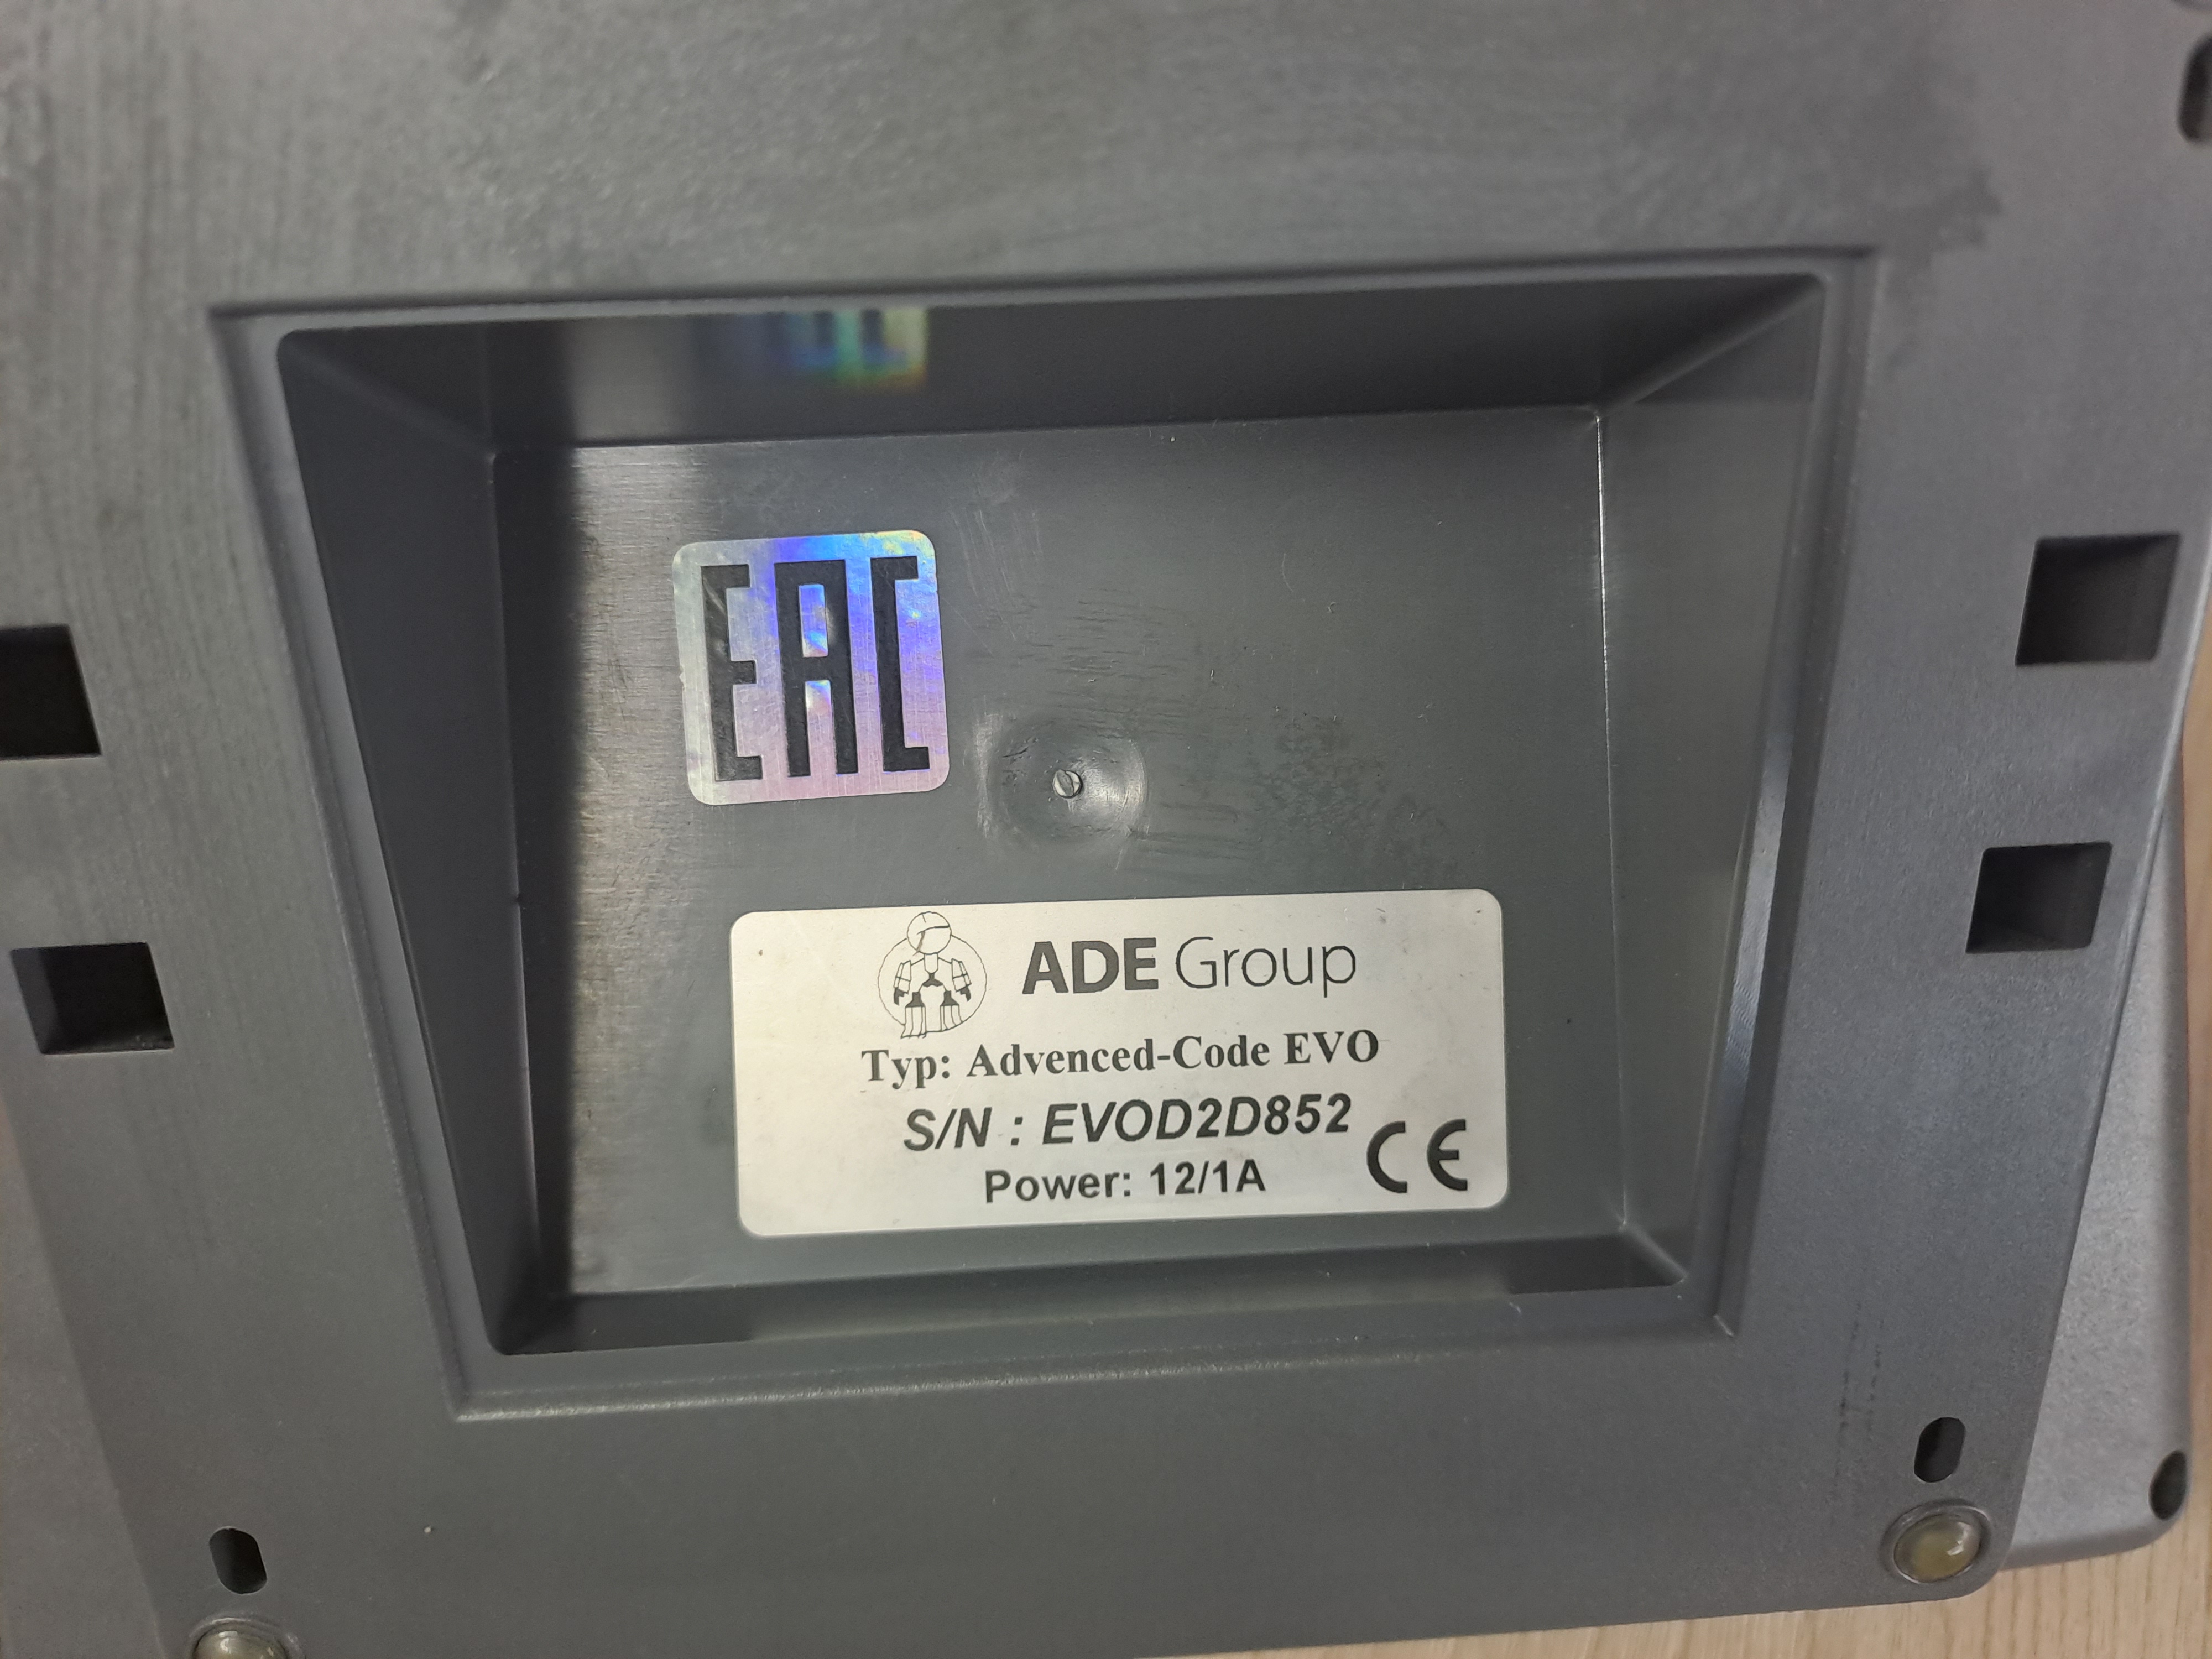 EAC
ADE Group
Typ: Advenced-Code EVO
S/N : EVOD2D852
Power: 12/1A
CE